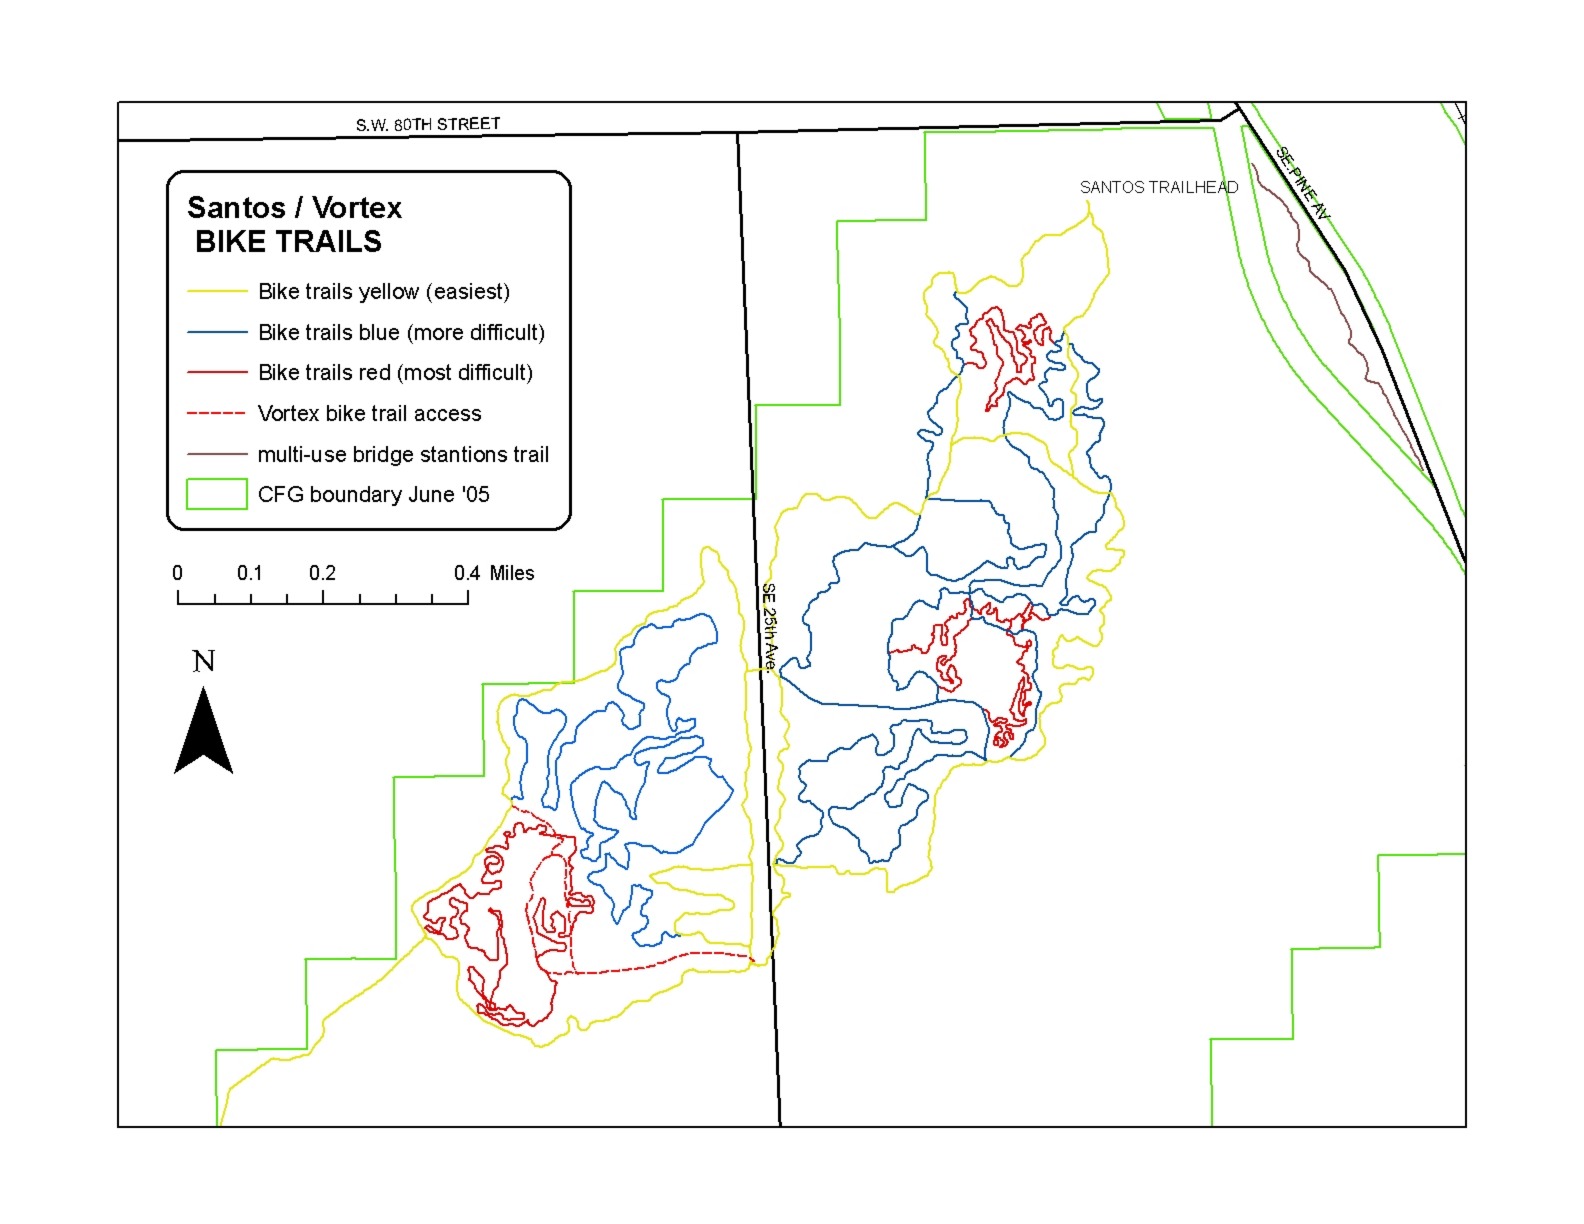 S.W. 80TH STREET
SANTOS TRAILHEAD
SE.PINE AV
Santos / Vortex
BIKE TRAILS
Bike trails yellow (easiest)
Bike trails blue (more difficult)
Bike trails red (most difficult)
Vortex bike trail access
multi-use bridge stantions trail
CFG boundary June '05
0 0.1 0.2 0.4 Miles
SE 25th Ave.
N